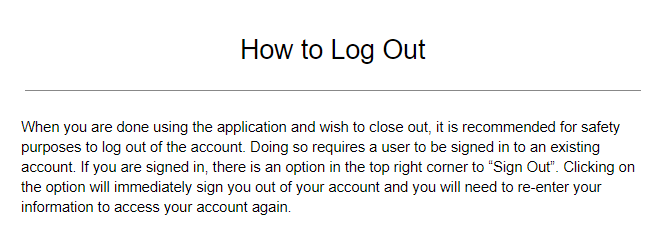 How to Log Out
When you are done using the application and wish to close out, it is recommended for safety
purposes to log out of the account. Doing so requires a user to be signed in to an existing
account. If you are signed in, there is an option in the top right corner to “Sign Out”. Clicking on
the option will immediately sign you out of your account and you will need to re-enter your
information to access your account again.